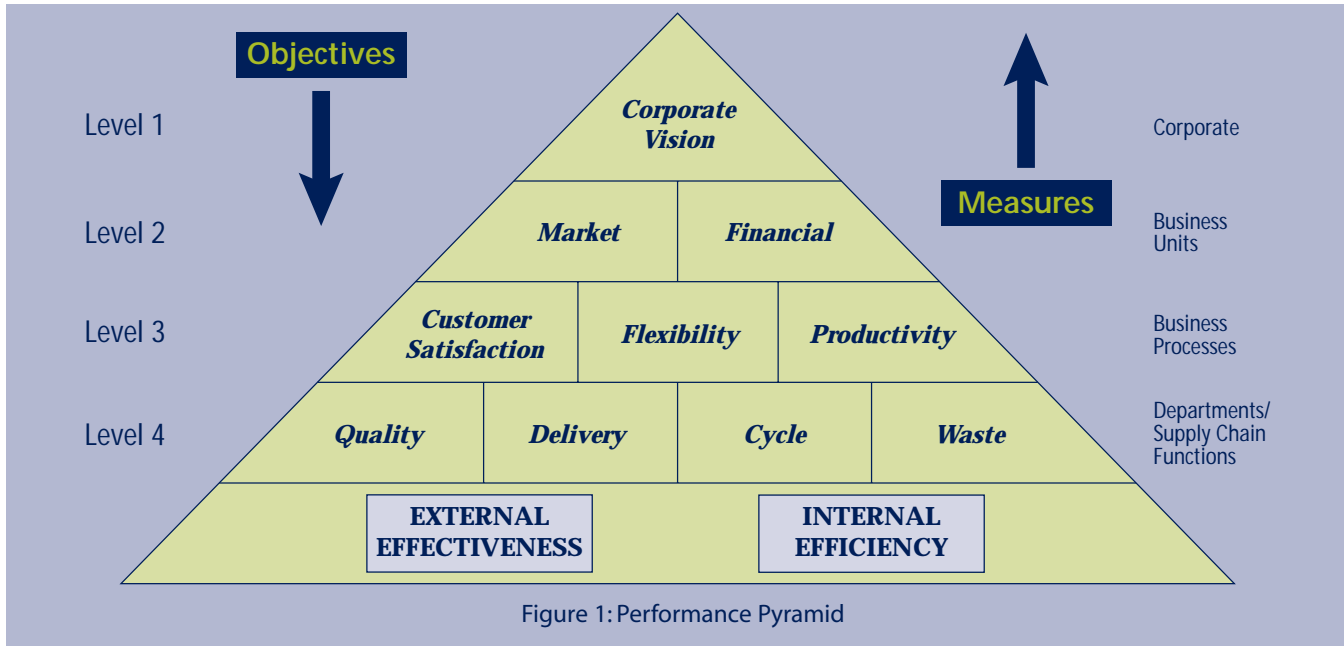 Objectives
Level 1
Corporate
Vision
Corporate
Measures
Level 2
Market
Financial
Business
Units
Level 3
Customer
Satisfaction
Flexibility
Productivity
Business
Processes
Level 4
Quality
Delivery
Cycle
Waste
Departments/
Supply Chain
Functions
EXTERNAL
EFFECTIVENESS
INTERNAL
EFFICIENCY
Figure 1: Performance Pyramid